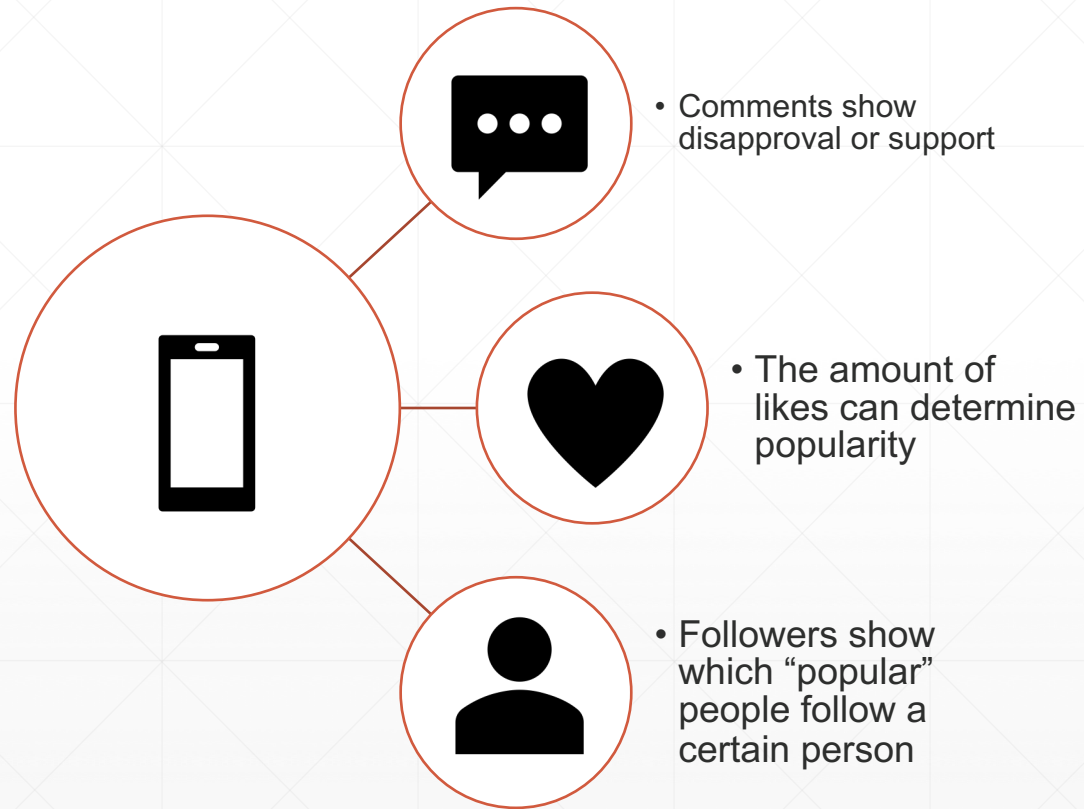 • Comments show
disapproval or support
• The amount of
likes can determine
popularity
• Followers show
which “popular”
people follow a
certain person